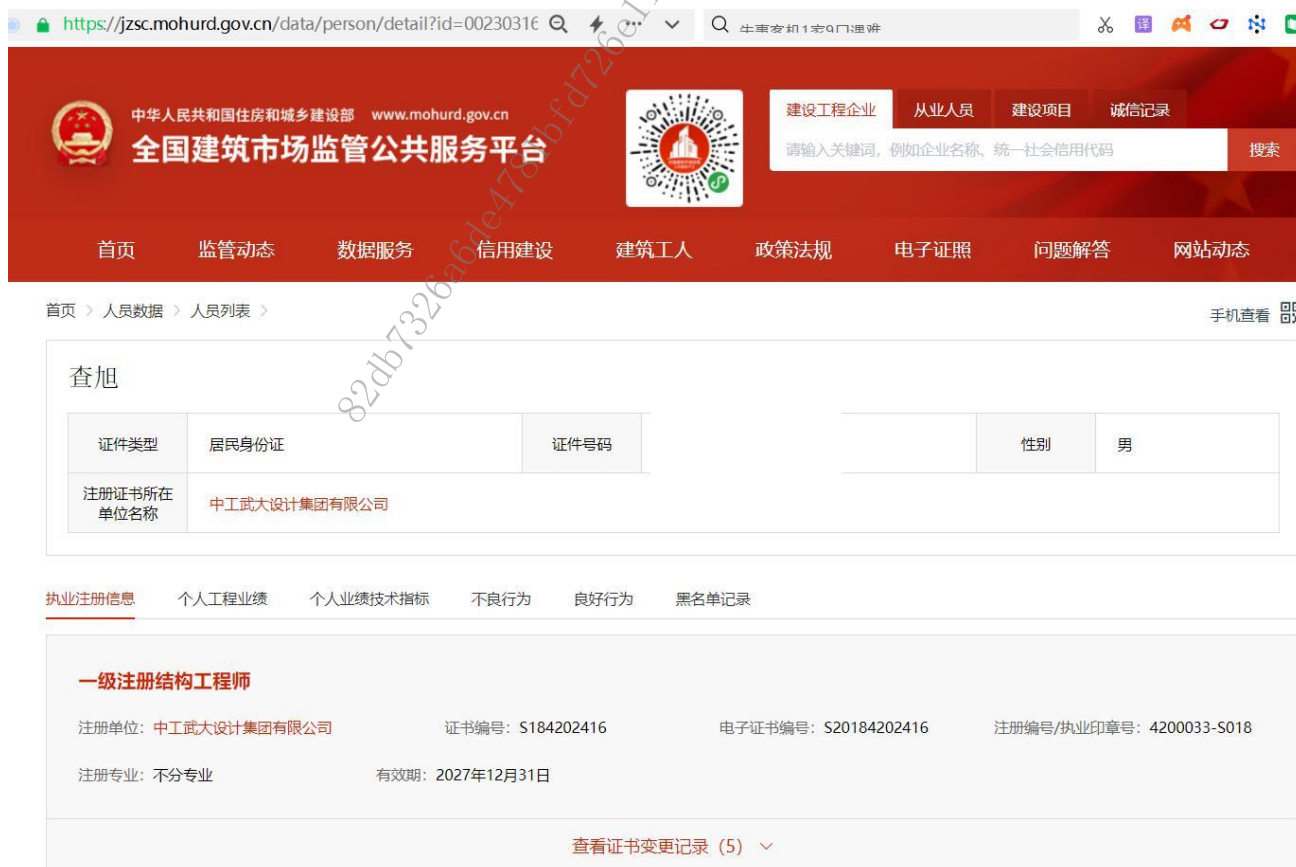 https://jzsc.mohurd.gov.cn/data/person/detail?id=00230316
中华人民共和国住房和城乡建设部 www.mohurd.gov.cn
全国建筑市场监管公共服务平台
建设工程企业 从业人员 建设项目 诚信记录
请输入关键词，例如企业名称、统一社会信用代码 搜索
首页 监管动态 数据服务 信用建设 建筑工人 政策法规 电子证照 问题解答 网站动态
首页 > 人员数据 > 人员列表 >
手机查看
查旭
证件类型 居民身份证 证件号码 性别 男
注册证书所在
单位名称
中工武大设计集团有限公司
执业注册信息 个人工程业绩 个人业绩技术指标 不良行为 良好行为 黑名单记录
一级注册结构工程师
注册单位：中工武大设计集团有限公司 证书编号：S184202416 电子证书编号：S20184202416 注册编号/执业印章号：4200033-S018
注册专业：不分专业 有效期：2027年12月31日
查看证书变更记录（5）